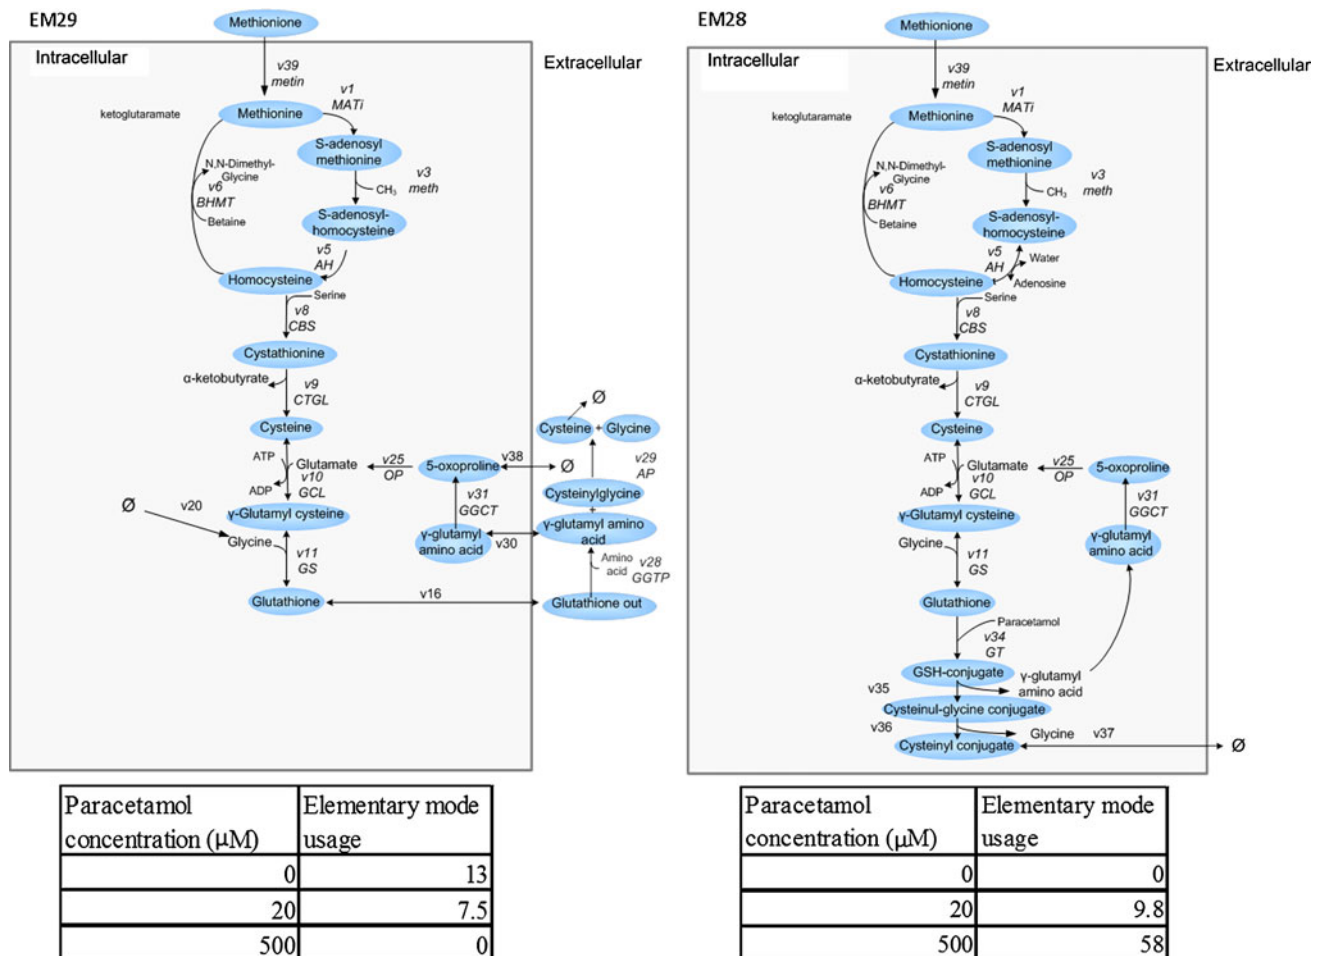 EM29
Methionione
Intracellular
Extracellular
v39
metin
v1
MATi
ketoglutaramate
Methionine
S-adenosyl
methionine
N,N-Dimethyl-
Glycine
v3
meth
CH₃
v6
BHMT
Betaine
S-adenosyl-
homocysteine
v5
AH
Homocysteine
Serine
v8
CBS
Cystathionine
α-ketobutyrate
v9
CTGL
Ø
Cysteine
Cysteine + Glycine
ATP
Glutamate
v25
OP
5-oxoproline
v38
Ø
v29
AP
v10
GCL
ADP
Cysteinylglycine
+
v31
GGCT
Ø
v20
γ-Glutamyl cysteine
γ-glutamyl amino
acid
γ-glutamyl
amino acid
v30
Glycine
v11
GS
Amino
acid
v28
GGTP
Glutathione
v16
Glutathione out
Paracetamol
concentration (μM)
Elementary mode
usage
0
13
20
7.5
500
0
EM28
Methionione
Intracellular
Extracellular
v39
metin
v1
MATi
ketoglutaramate
Methionine
S-adenosyl
methionine
N,N-Dimethyl-
Glycine
v3
meth
CH₃
v6
BHMT
Betaine
S-adenosyl-
homocysteine
v5
AH
Water
Adenosine
Homocysteine
Serine
v8
CBS
Cystathionine
α-ketobutyrate
v9
CTGL
Cysteine
ATP
Glutamate
v25
OP
5-oxoproline
v10
GCL
ADP
v31
GGCT
γ-Glutamyl cysteine
γ-glutamyl
amino acid
Glycine
v11
GS
Glutathione
Paracetamol
v34
GT
GSH-conjugate
γ-glutamyl
amino acid
v35
Cysteinul-glycine conjugate
v36
Glycine
v37
Cysteinyl conjugate
Ø
Paracetamol
concentration (μM)
Elementary mode
usage
0
0
20
9.8
500
58